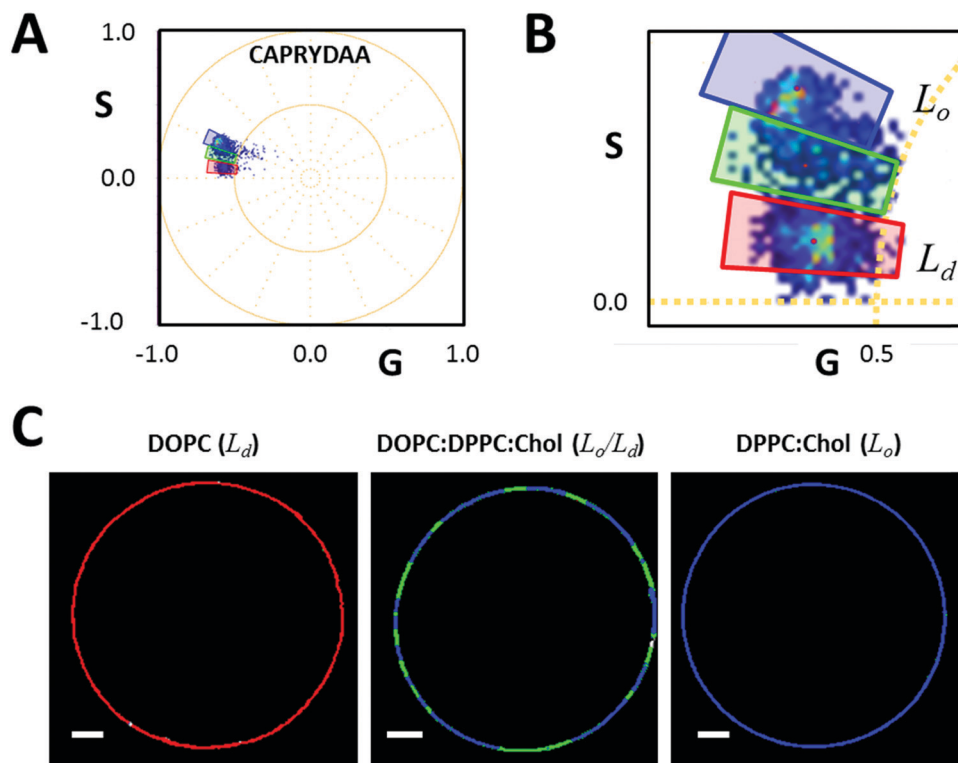 A
B
1.0
CAPRYDAA
S
0.0
-1.0
-1.0
0.0
1.0
G
S
Lo
Ld
0.0
0.5
G
C
DOPC (Ld)
DOPC:DPPC:Chol (Lo/Ld)
DPPC:Chol (Lo)